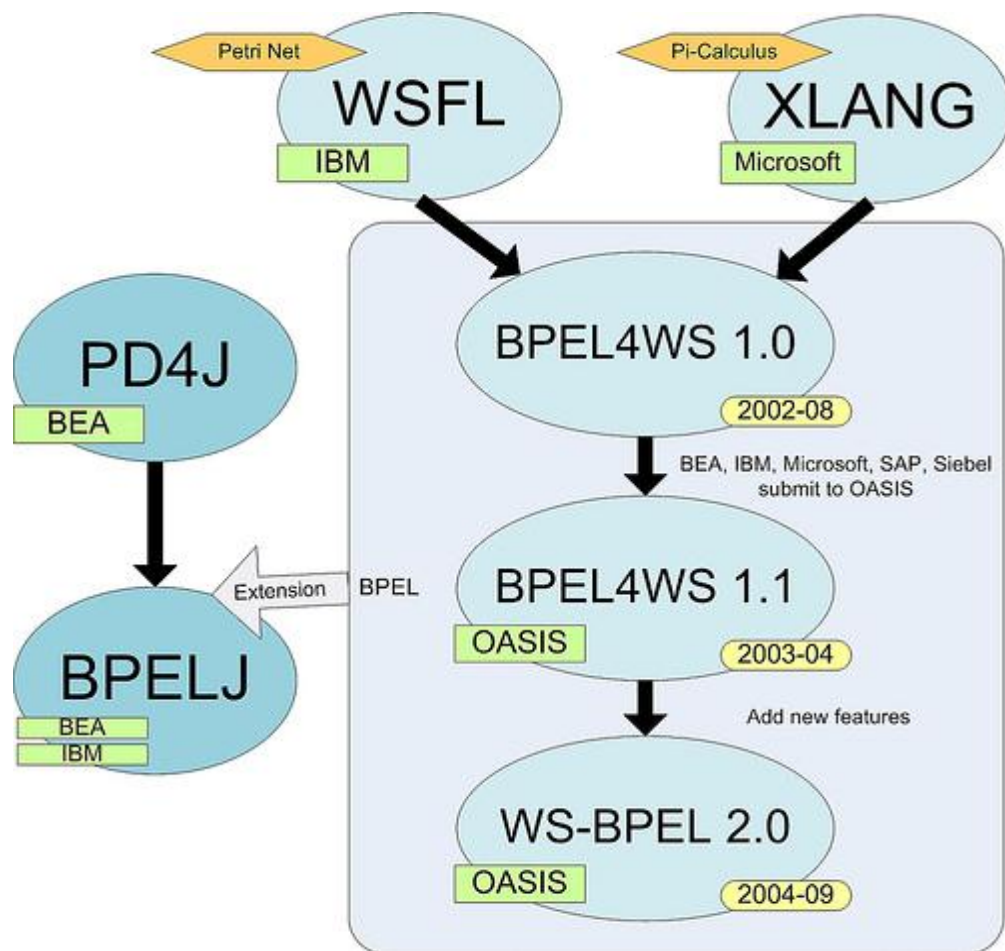 Petri Net
WSFL
IBM
Pi-Calculus
XLANG
Microsoft
BPEL4WS 1.0
2002-08
PD4J
BEA
BEA, IBM, Microsoft, SAP, Siebel
submit to OASIS
Extension
BPEL
BPEL4WS 1.1
OASIS
2003-04
BPELJ
BEA
IBM
Add new features
WS-BPEL 2.0
OASIS
2004-09